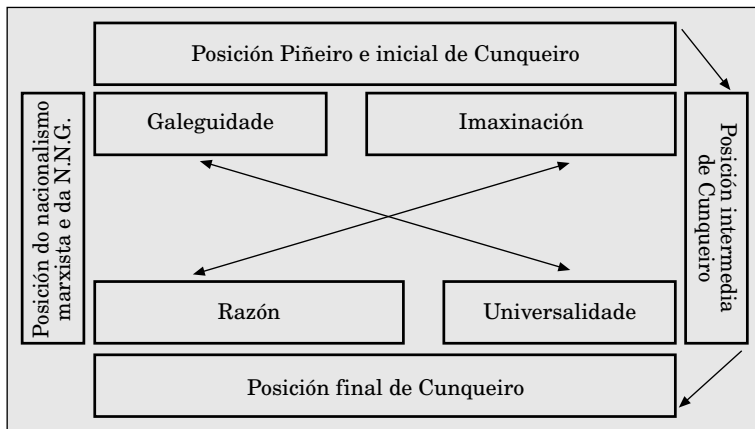 Posición Piñeiro e inicial de Cunqueiro
Posición do nacionalismo
marxista e da N.N.G.
Galeguidade
Imaxinación
Posición intermedia
de Cunqueiro
Razón
Universalidade
Posición final de Cunqueiro